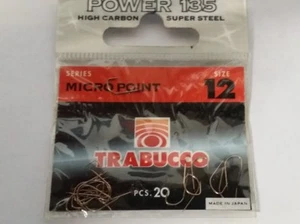 POWER 135
HIGH CARBON SUPER STEEL
SERIES SIZE
MICRO POINT 12
TRABUCCO
PCS. 20
MADE IN JAPAN